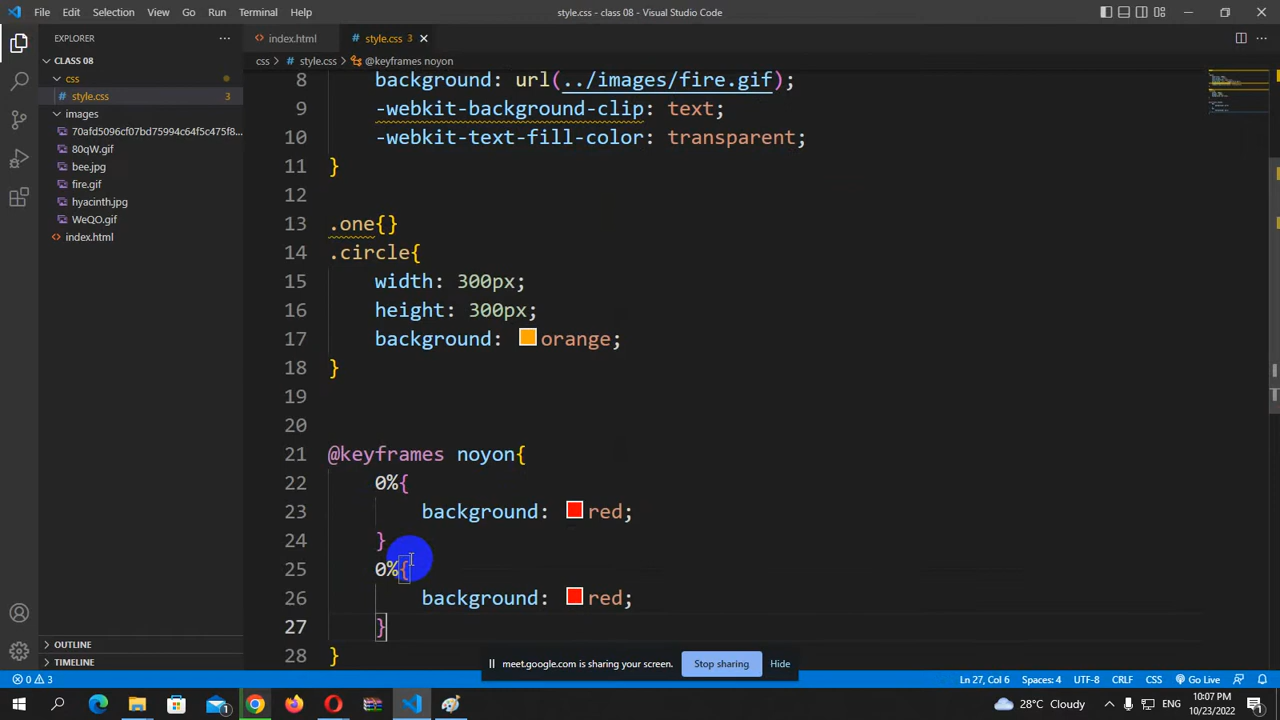 File Edit Selection View Go Run Terminal Help
style.css - class 08 - Visual Studio Code
EXPLORER
CLASS 08
css
style.css 3
images
70afd5096cf07bd75994c64f5c475f8...
80qW.gif
bee.jpg
fire.gif
hyacinth.jpg
WeQO.gif
index.html
OUTLINE
TIMELINE
index.html style.css 3
css > style.css > @keyframes noyon
8 background: url(../images/fire.gif);
9 -webkit-background-clip: text;
10 -webkit-text-fill-color: transparent;
11 }
12
13 .one{}
14 .circle{
15 width: 300px;
16 height: 300px;
17 background: orange;
18 }
19
20
21 @keyframes noyon{
22 0%{
23 background: red;
24 }
25 0%{
26 background: red;
27 }
28 }
meet.google.com is sharing your screen. Stop sharing Hide
0 3 Ln 27, Col 6 Spaces: 4 UTF-8 CRLF CSS Go Live
28°C Cloudy ENG 10:07 PM
10/23/2022